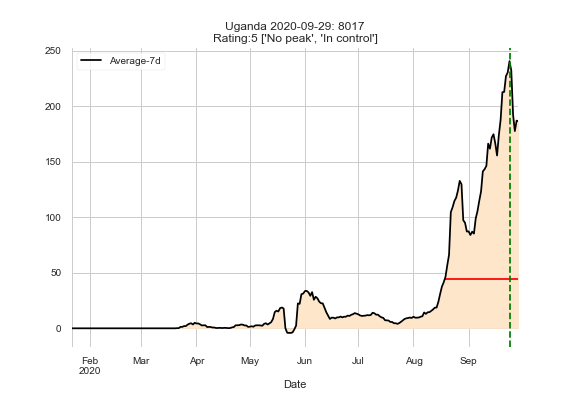 Uganda 2020-09-29: 8017
Rating:5 ['No peak', 'In control']
Average-7d
250
200
150
100
50
0
Feb Mar Apr May Jun Jul Aug Sep
2020
Date